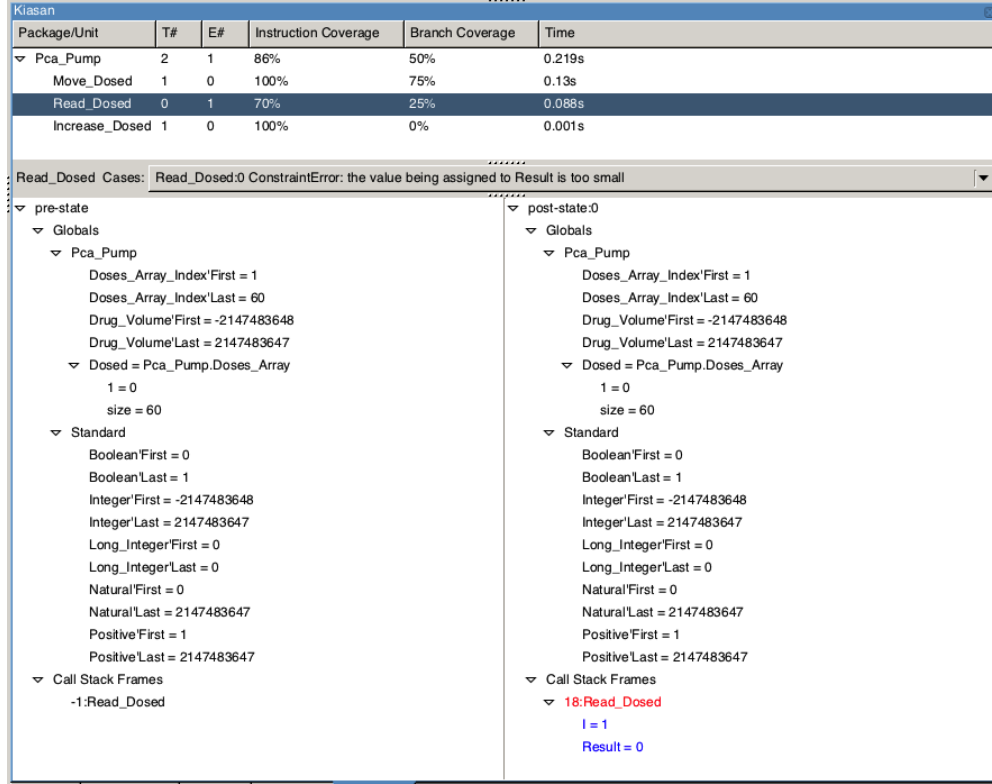 Kiasan
Package/Unit T# E# Instruction Coverage Branch Coverage Time
Pca_Pump 2 1 86% 50% 0.219s
Move_Dosed 1 0 100% 75% 0.13s
Read_Dosed 0 1 70% 25% 0.088s
Increase_Dosed 1 0 100% 0% 0.001s
Read_Dosed Cases: Read_Dosed:0 ConstraintError: the value being assigned to Result is too small
pre-state
Globals
Pca_Pump
Doses_Array_Index'First = 1
Doses_Array_Index'Last = 60
Drug_Volume'First = -2147483648
Drug_Volume'Last = 2147483647
Dosed = Pca_Pump.Doses_Array
1 = 0
size = 60
Standard
Boolean'First = 0
Boolean'Last = 1
Integer'First = -2147483648
Integer'Last = 2147483647
Long_Integer'First = 0
Long_Integer'Last = 0
Natural'First = 0
Natural'Last = 2147483647
Positive'First = 1
Positive'Last = 2147483647
Call Stack Frames
-1:Read_Dosed
post-state:0
Globals
Pca_Pump
Doses_Array_Index'First = 1
Doses_Array_Index'Last = 60
Drug_Volume'First = -2147483648
Drug_Volume'Last = 2147483647
Dosed = Pca_Pump.Doses_Array
1 = 0
size = 60
Standard
Boolean'First = 0
Boolean'Last = 1
Integer'First = -2147483648
Integer'Last = 2147483647
Long_Integer'First = 0
Long_Integer'Last = 0
Natural'First = 0
Natural'Last = 2147483647
Positive'First = 1
Positive'Last = 2147483647
Call Stack Frames
18:Read_Dosed
I = 1
Result = 0